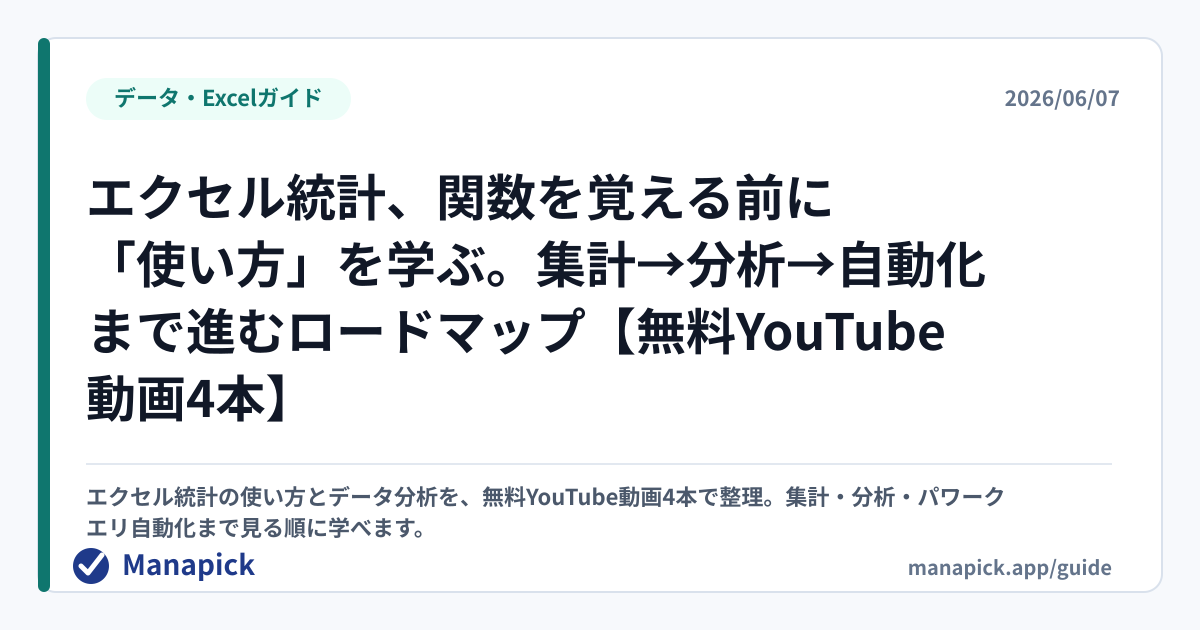 データ・Excelガイド
2026/06/07
エクセル統計、関数を覚える前に
「使い方」を学ぶ。集計→分析→自動化
まで進むロードマップ【無料YouTube
動画4本】
エクセル統計の使い方とデータ分析を、無料YouTube動画4本で整理。集計・分析・パワーク
エリ自動化まで見る順に学べます。
Manapick
manapick.app/guide